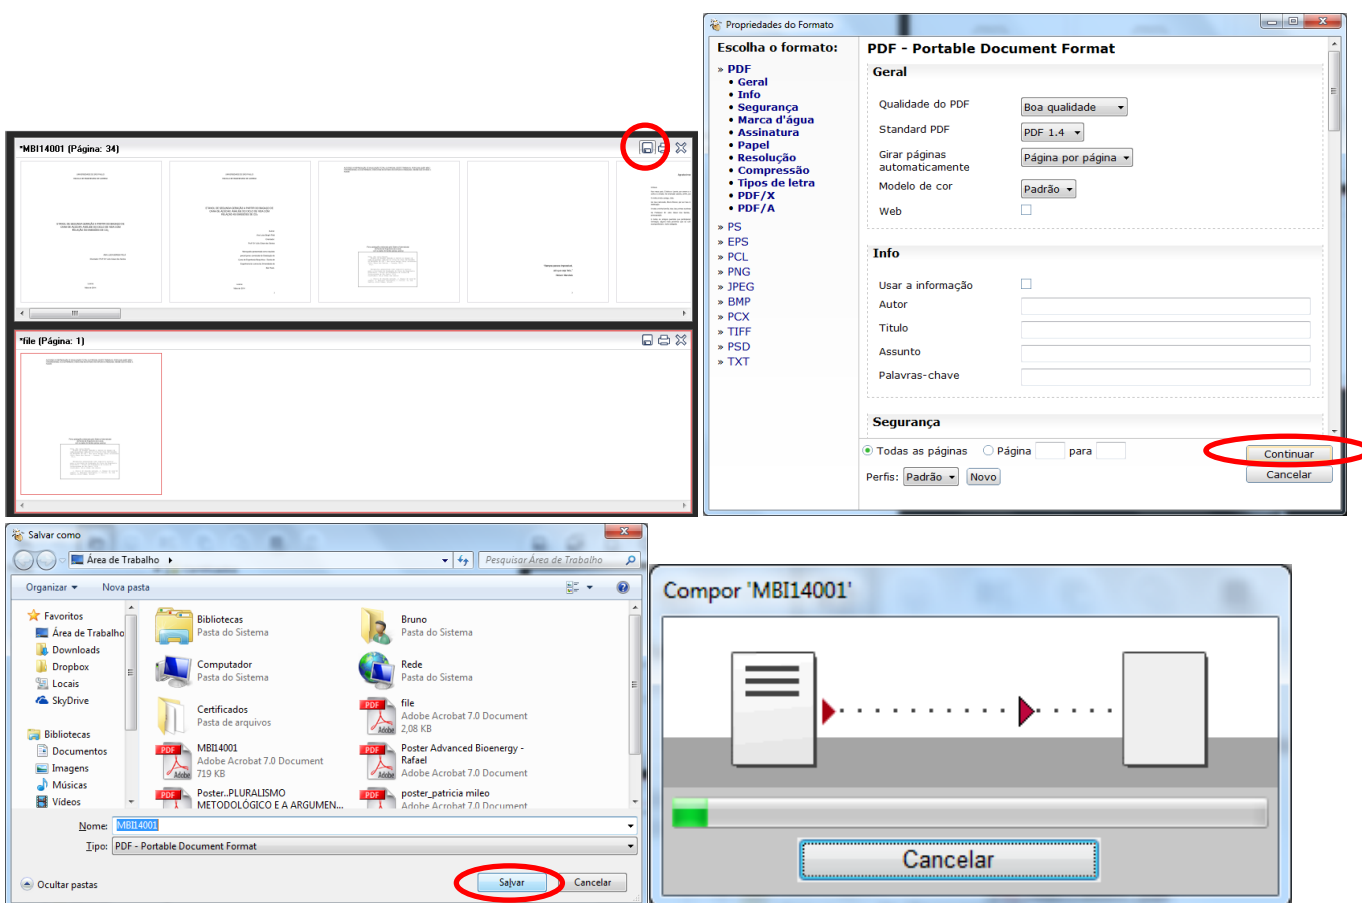 *MBI14001 (Página: 34)
*file (Página: 1)
Propriedades do Formato
Escolha o formato:
» PDF
• Geral
• Info
• Segurança
• Marca d'água
• Assinatura
• Papel
• Resolução
• Compressão
• Tipos de letra
• PDF/X
• PDF/A
» PS
» EPS
» PCL
» PNG
» JPEG
» BMP
» PCX
» TIFF
» PSD
» TXT
PDF - Portable Document Format
Geral
Qualidade do PDF Boa qualidade
Standard PDF PDF 1.4
Girar páginas automaticamente Página por página
Modelo de cor Padrão
Web
Info
Usar a informação
Autor
Titulo
Assunto
Palavras-chave
Segurança
Todas as páginas Página para
Continuar
Perfis: Padrão Novo
Cancelar
Salvar como
Área de Trabalho
Pesquisar Área de Trabalho
Organizar Nova pasta
Favoritos
Área de Trabalho
Downloads
Dropbox
Locais
SkyDrive
Bibliotecas
Documentos
Imagens
Músicas
Vídeos
Bibliotecas
Pasta do Sistema
Bruno
Pasta do Sistema
Computador
Pasta do Sistema
Rede
Pasta do Sistema
Certificados
Pasta de arquivos
file
Adobe Acrobat 7.0 Document
2,08 KB
MBI14001
Adobe Acrobat 7.0 Document
719 KB
Poster Advanced Bioenergy -
Rafael
Adobe Acrobat 7.0 Document
Poster..PLURALISMO
METODOLÓGICO E A ARGUMEN...
poster_patricia mileo
Adobe Acrobat 7.0 Document
Nome: MBI14001
Tipo: PDF - Portable Document Format
Ocultar pastas
Salvar
Cancelar
Compor 'MBI14001'
Cancelar